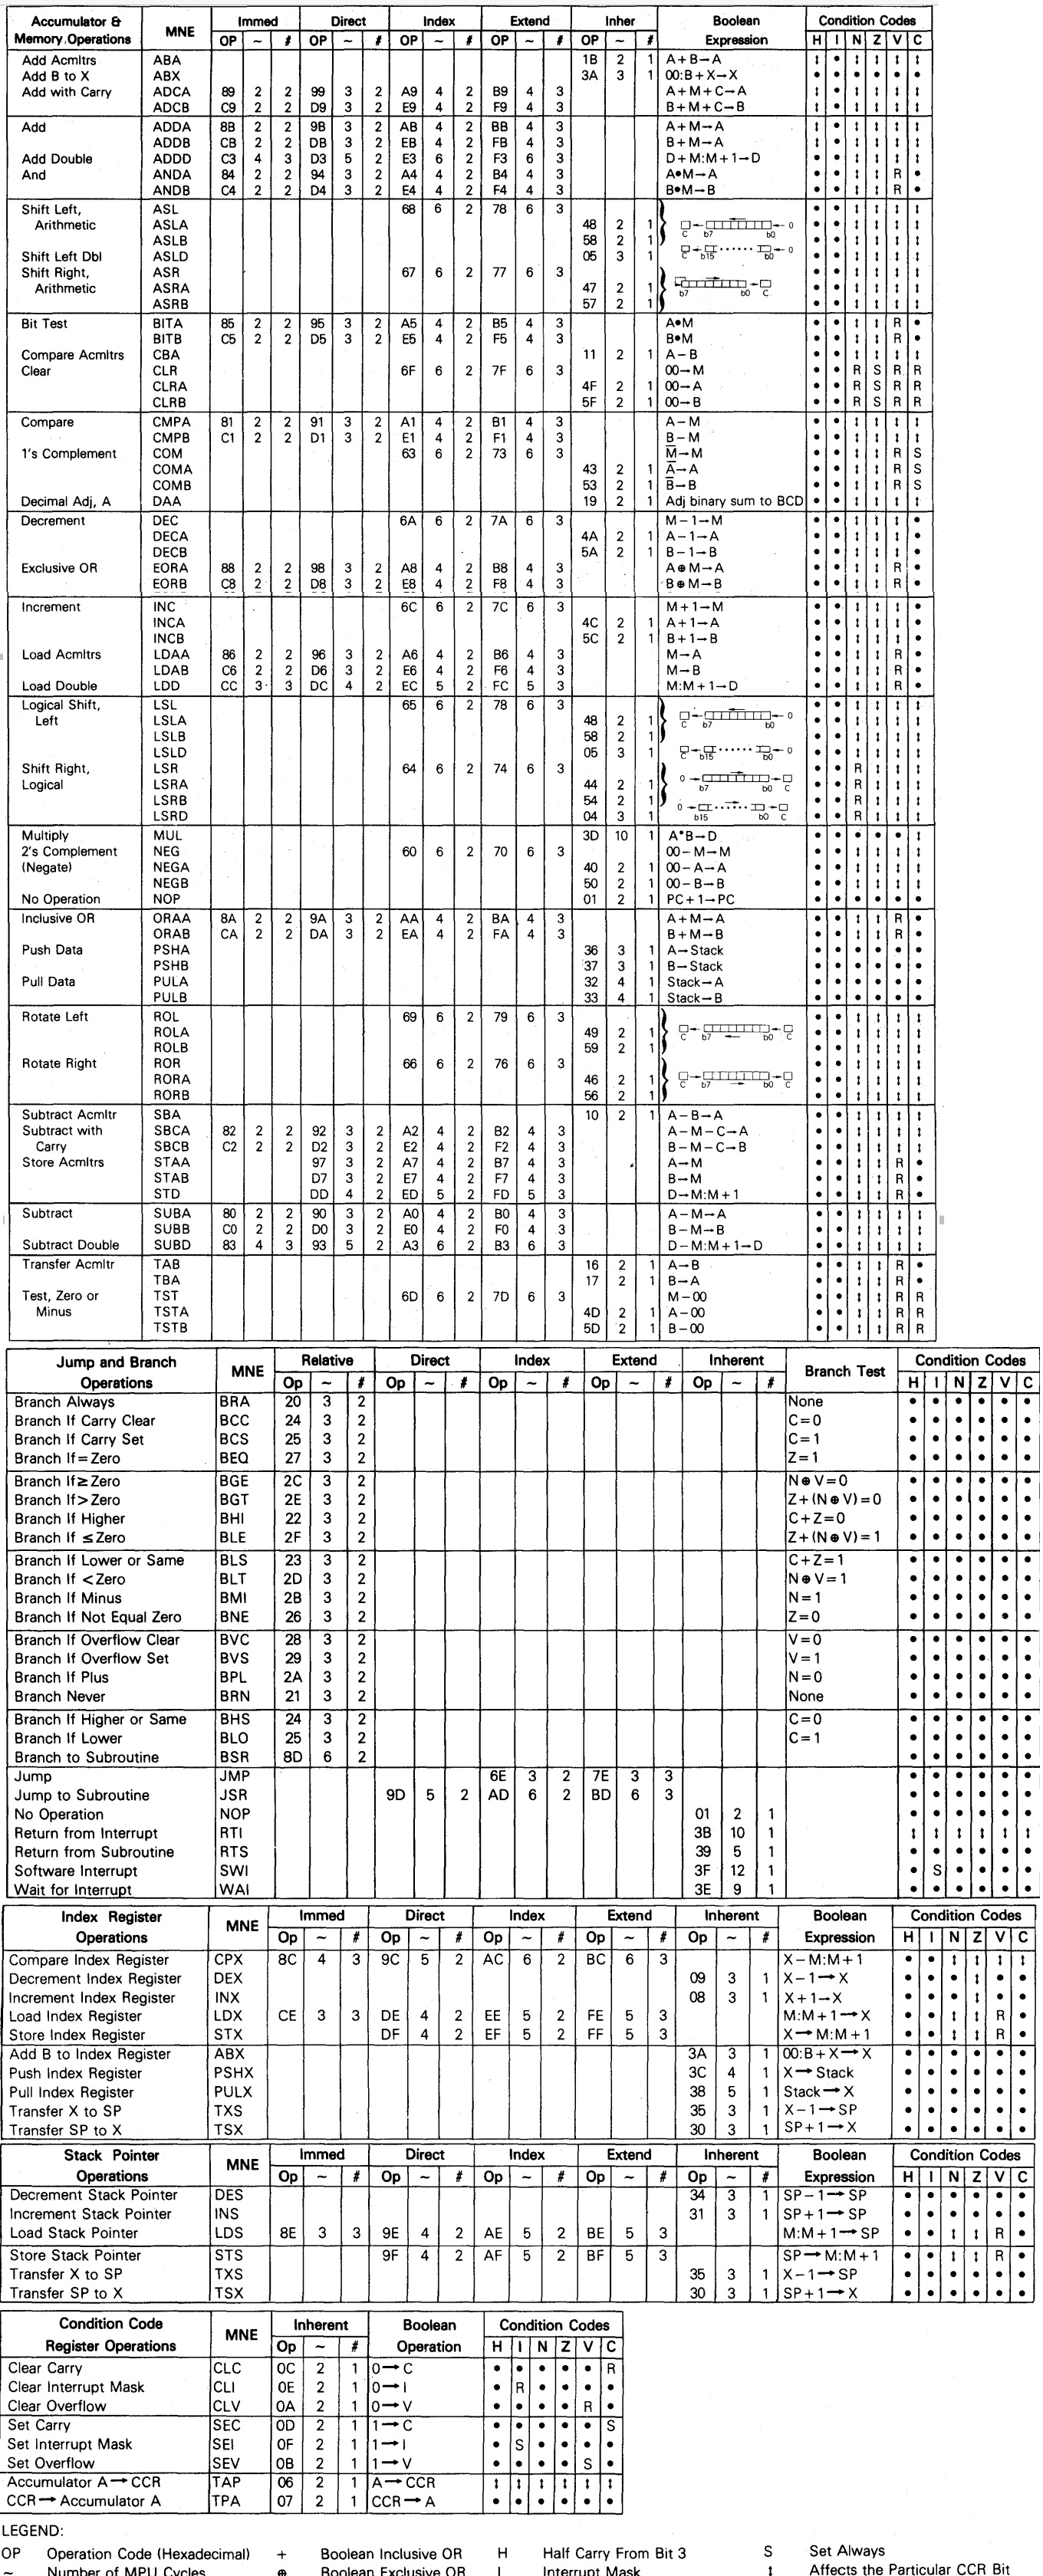 Accumulator & Memory Operations MNE Immed Direct Index Extend Inher Boolean Expression Condition Codes
OP ~ # OP ~ # OP ~ # OP ~ # OP ~ # H I N Z V C
Add Acmltrs ABA 1B 2 1 A+B→A ↕ • ↕ ↕ ↕ ↕
Add B to X ABX 3A 3 1 00:B+X→X • • • • • •
Add with Carry ADCA 89 2 2 99 3 2 A9 4 2 B9 4 3 A+M+C→A ↕ • ↕ ↕ ↕ ↕
ADCB C9 2 2 D9 3 2 E9 4 2 F9 4 3 B+M+C→B ↕ • ↕ ↕ ↕ ↕
Add ADDA 8B 2 2 9B 3 2 AB 4 2 BB 4 3 A+M→A ↕ • ↕ ↕ ↕ ↕
ADDB CB 2 2 DB 3 2 EB 4 2 FB 4 3 B+M→A ↕ • ↕ ↕ ↕ ↕
Add Double ADDD C3 4 3 D3 5 2 E3 6 2 F3 6 3 D+M:M+1→D • • ↕ ↕ ↕ ↕
And ANDA 84 2 2 94 3 2 A4 4 2 B4 4 3 A•M→A • • ↕ ↕ R •
ANDB C4 2 2 D4 3 2 E4 4 2 F4 4 3 B•M→B • • ↕ ↕ R •
Shift Left, ASL 68 6 2 78 6 3 • • ↕ ↕ ↕ ↕
Arithmetic ASLA 48 2 1 C b7 b0 0 • • ↕ ↕ ↕ ↕
ASLB 58 2 1 • • ↕ ↕ ↕ ↕
Shift Left Dbl ASLD 05 3 1 C b15 b0 0 • • ↕ ↕ ↕ ↕
Shift Right, ASR 67 6 2 77 6 3 • • ↕ ↕ ↕ ↕
Arithmetic ASRA 47 2 1 b7 b0 C • • ↕ ↕ ↕ ↕
ASRB 57 2 1 • • ↕ ↕ ↕ ↕
Bit Test BITA 85 2 2 95 3 2 A5 4 2 B5 4 3 A•M • • ↕ ↕ R •
BITB C5 2 2 D5 3 2 E5 4 2 F5 4 3 B•M • • ↕ ↕ R •
Compare Acmltrs CBA 11 2 1 A−B • • ↕ ↕ ↕ ↕
Clear CLR 6F 6 2 7F 6 3 00→M • • R S R R
CLRA 4F 2 1 00→A • • R S R R
CLRB 5F 2 1 00→B • • R S R R
Compare CMPA 81 2 2 91 3 2 A1 4 2 B1 4 3 A−M • • ↕ ↕ ↕ ↕
CMPB C1 2 2 D1 3 2 E1 4 2 F1 4 3 B−M • • ↕ ↕ ↕ ↕
1's Complement COM 63 6 2 73 6 3 M̅→M • • ↕ ↕ R S
COMA 43 2 1 A̅→A • • ↕ ↕ R S
COMB 53 2 1 B̅→B • • ↕ ↕ R S
Decimal Adj, A DAA 19 2 1 Adj binary sum to BCD • • ↕ ↕ ↕ ↕
Decrement DEC 6A 6 2 7A 6 3 M−1→M • • ↕ ↕ ↕ •
DECA 4A 2 1 A−1→A • • ↕ ↕ ↕ •
DECB 5A 2 1 B−1→B • • ↕ ↕ ↕ •
Exclusive OR EORA 88 2 2 98 3 2 A8 4 2 B8 4 3 A⊕M→A • • ↕ ↕ R •
EORB C8 2 2 D8 3 2 E8 4 2 F8 4 3 B⊕M→B • • ↕ ↕ R •
Increment INC 6C 6 2 7C 6 3 M+1→M • • ↕ ↕ ↕ •
INCA 4C 2 1 A+1→A • • ↕ ↕ ↕ •
INCB 5C 2 1 B+1→B • • ↕ ↕ ↕ •
Load Acmltrs LDAA 86 2 2 96 3 2 A6 4 2 B6 4 3 M→A • • ↕ ↕ R •
LDAB C6 2 2 D6 3 2 E6 4 2 F6 4 3 M→B • • ↕ ↕ R •
Load Double LDD CC 3 3 DC 4 2 EC 5 2 FC 5 3 M:M+1→D • • ↕ ↕ R •
Logical Shift, LSL 65 6 2 78 6 3 • • ↕ ↕ ↕ ↕
Left LSLA 48 2 1 C b7 b0 0 • • ↕ ↕ ↕ ↕
LSLB 58 2 1 • • ↕ ↕ ↕ ↕
LSLD 05 3 1 C b15 b0 0 • • ↕ ↕ ↕ ↕
Shift Right, LSR 64 6 2 74 6 3 • • R ↕ ↕ ↕
Logical LSRA 44 2 1 0 b7 b0 C • • R ↕ ↕ ↕
LSRB 54 2 1 • • R ↕ ↕ ↕
LSRD 04 3 1 0 b15 b0 C • • R ↕ ↕ ↕
Multiply MUL 3D 10 1 A*B→D • • • • • ↕
2's Complement NEG 60 6 2 70 6 3 00−M→M • • ↕ ↕ ↕ ↕
(Negate) NEGA 40 2 1 00−A→A • • ↕ ↕ ↕ ↕
NEGB 50 2 1 00−B→B • • ↕ ↕ ↕ ↕
No Operation NOP 01 2 1 PC+1→PC • • • • • •
Inclusive OR ORAA 8A 2 2 9A 3 2 AA 4 2 BA 4 3 A+M→A • • ↕ ↕ R •
ORAB CA 2 2 DA 3 2 EA 4 2 FA 4 3 B+M→B • • ↕ ↕ R •
Push Data PSHA 36 3 1 A→Stack • • • • • •
PSHB 37 3 1 B→Stack • • • • • •
Pull Data PULA 32 4 1 Stack→A • • • • • •
PULB 33 4 1 Stack→B • • • • • •
Rotate Left ROL 69 6 2 79 6 3 • • ↕ ↕ ↕ ↕
ROLA 49 2 1 C b7 b0 C • • ↕ ↕ ↕ ↕
ROLB 59 2 1 • • ↕ ↕ ↕ ↕
Rotate Right ROR 66 6 2 76 6 3 • • ↕ ↕ ↕ ↕
RORA 46 2 1 C b7 b0 C • • ↕ ↕ ↕ ↕
RORB 56 2 1 • • ↕ ↕ ↕ ↕
Subtract Acmltr SBA 10 2 1 A−B→A • • ↕ ↕ ↕ ↕
Subtract with SBCA 82 2 2 92 3 2 A2 4 2 B2 4 3 A−M−C→A • • ↕ ↕ ↕ ↕
Carry SBCB C2 2 2 D2 3 2 E2 4 2 F2 4 3 B−M−C→B • • ↕ ↕ ↕ ↕
Store Acmltrs STAA 97 3 2 A7 4 2 B7 4 3 A→M • • ↕ ↕ R •
STAB D7 3 2 E7 4 2 F7 4 3 B→M • • ↕ ↕ R •
STD DD 4 2 ED 5 2 FD 5 3 D→M:M+1 • • ↕ ↕ R •
Subtract SUBA 80 2 2 90 3 2 A0 4 2 B0 4 3 A−M→A • • ↕ ↕ ↕ ↕
SUBB C0 2 2 D0 3 2 E0 4 2 F0 4 3 B−M→B • • ↕ ↕ ↕ ↕
Subtract Double SUBD 83 4 3 93 5 2 A3 6 2 B3 6 3 D−M:M+1→D • • ↕ ↕ ↕ ↕
Transfer Acmltr TAB 16 2 1 A→B • • ↕ ↕ R •
TBA 17 2 1 B→A • • ↕ ↕ R •
Test, Zero or TST 6D 6 2 7D 6 3 M−00 • • ↕ ↕ R R
Minus TSTA 4D 2 1 A−00 • • ↕ ↕ R R
TSTB 5D 2 1 B−00 • • ↕ ↕ R R
Jump and Branch Operations MNE Relative Direct Index Extend Inherent Branch Test Condition Codes
Op ~ # Op ~ # Op ~ # Op ~ # Op ~ # H I N Z V C
Branch Always BRA 20 3 2 None • • • • • •
Branch If Carry Clear BCC 24 3 2 C=0 • • • • • •
Branch If Carry Set BCS 25 3 2 C=1 • • • • • •
Branch If=Zero BEQ 27 3 2 Z=1 • • • • • •
Branch If≥Zero BGE 2C 3 2 N⊕V=0 • • • • • •
Branch If>Zero BGT 2E 3 2 Z+(N⊕V)=0 • • • • • •
Branch If Higher BHI 22 3 2 C+Z=0 • • • • • •
Branch If ≤Zero BLE 2F 3 2 Z+(N⊕V)=1 • • • • • •
Branch If Lower or Same BLS 23 3 2 C+Z=1 • • • • • •
Branch If <Zero BLT 2D 3 2 N⊕V=1 • • • • • •
Branch If Minus BMI 2B 3 2 N=1 • • • • • •
Branch If Not Equal Zero BNE 26 3 2 Z=0 • • • • • •
Branch If Overflow Clear BVC 28 3 2 V=0 • • • • • •
Branch If Overflow Set BVS 29 3 2 V=1 • • • • • •
Branch If Plus BPL 2A 3 2 N=0 • • • • • •
Branch Never BRN 21 3 2 None • • • • • •
Branch If Higher or Same BHS 24 3 2 C=0 • • • • • •
Branch If Lower BLO 25 3 2 C=1 • • • • • •
Branch to Subroutine BSR 8D 6 2 • • • • • •
Jump JMP 6E 3 2 7E 3 3 • • • • • •
Jump to Subroutine JSR 9D 5 2 AD 6 2 BD 6 3 • • • • • •
No Operation NOP 01 2 1 • • • • • •
Return from Interrupt RTI 3B 10 1 ↕ ↕ ↕ ↕ ↕ ↕
Return from Subroutine RTS 39 5 1 • • • • • •
Software Interrupt SWI 3F 12 1 • S • • • •
Wait for Interrupt WAI 3E 9 1 • • • • • •
Index Register Operations MNE Immed Direct Index Extend Inherent Boolean Expression Condition Codes
Op ~ # Op ~ # Op ~ # Op ~ # Op ~ # H I N Z V C
Compare Index Register CPX 8C 4 3 9C 5 2 AC 6 2 BC 6 3 X−M:M+1 • • ↕ ↕ ↕ ↕
Decrement Index Register DEX 09 3 1 X−1→X • • • ↕ • •
Increment Index Register INX 08 3 1 X+1→X • • • ↕ • •
Load Index Register LDX CE 3 3 DE 4 2 EE 5 2 FE 5 3 M:M+1→X • • ↕ ↕ R •
Store Index Register STX DF 4 2 EF 5 2 FF 5 3 X→M:M+1 • • ↕ ↕ R •
Add B to Index Register ABX 3A 3 1 00:B+X→X • • • • • •
Push Index Register PSHX 3C 4 1 X→Stack • • • • • •
Pull Index Register PULX 38 5 1 Stack→X • • • • • •
Transfer X to SP TXS 35 3 1 X−1→SP • • • • • •
Transfer SP to X TSX 30 3 1 SP+1→X • • • • • •
Stack Pointer Operations MNE Immed Direct Index Extend Inherent Boolean Expression Condition Codes
Op ~ # Op ~ # Op ~ # Op ~ # Op ~ # H I N Z V C
Decrement Stack Pointer DES 34 3 1 SP−1→SP • • • • • •
Increment Stack Pointer INS 31 3 1 SP+1→SP • • • • • •
Load Stack Pointer LDS 8E 3 3 9E 4 2 AE 5 2 BE 5 3 M:M+1→SP • • ↕ ↕ R •
Store Stack Pointer STS 9F 4 2 AF 5 2 BF 5 3 SP→M:M+1 • • ↕ ↕ R •
Transfer X to SP TXS 35 3 1 X−1→SP • • • • • •
Transfer SP to X TSX 30 3 1 SP+1→X • • • • • •
Condition Code Register Operations MNE Inherent Boolean Operation Condition Codes
Op ~ # H I N Z V C
Clear Carry CLC 0C 2 1 0→C • • • • • R
Clear Interrupt Mask CLI 0E 2 1 0→I • R • • • •
Clear Overflow CLV 0A 2 1 0→V • • • • R •
Set Carry SEC 0D 2 1 1→C • • • • • S
Set Interrupt Mask SEI 0F 2 1 1→I • S • • • •
Set Overflow SEV 0B 2 1 1→V • • • • S •
Accumulator A→CCR TAP 06 2 1 A→CCR ↕ ↕ ↕ ↕ ↕ ↕
CCR→Accumulator A TPA 07 2 1 CCR→A • • • • • •
LEGEND:
OP Operation Code (Hexadecimal) + Boolean Inclusive OR H Half Carry From Bit 3 S Set Always
~ Number of MPU Cycles ⊕ Boolean Exclusive OR I Interrupt Mask ↕ Affects the Particular CCR Bit